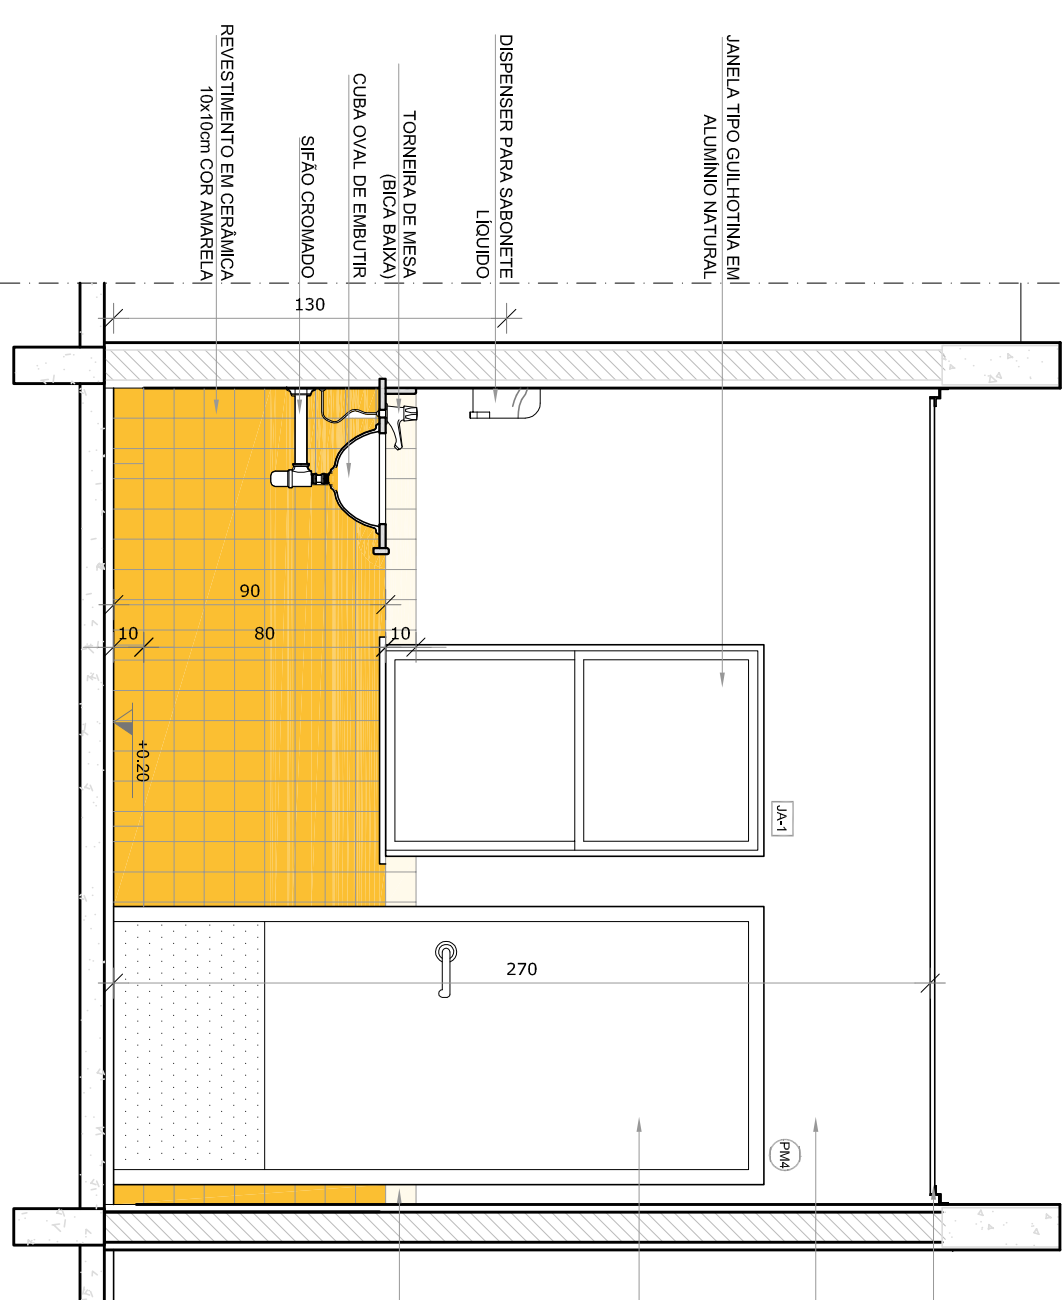 JANELA TIPO GUILHOTINA EM
ALUMÍNIO NATURAL
DISPENSER PARA SABONETE
LÍQUIDO
TORNEIRA DE MESA
(BICA BAIXA)
CUBA OVAL DE EMBUTIR
SIFÃO CROMADO
REVESTIMENTO EM CERÂMICA
10x10cm COR AMARELA
130
90
10
80
10
+0.20
JA-1
270
PM4